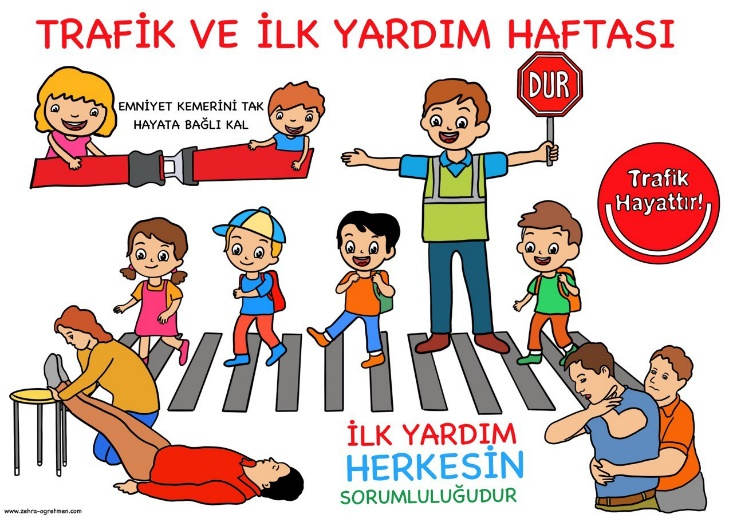 TRAFİK VE İLK YARDIM HAFTASI
EMNİYET KEMERİNİ TAK
HAYATA BAĞLI KAL
DUR
Trafik
Hayattır!
İLK YARDIM
HERKESİN
SORUMLULUĞUDUR
www.zehra-ogretmen.com